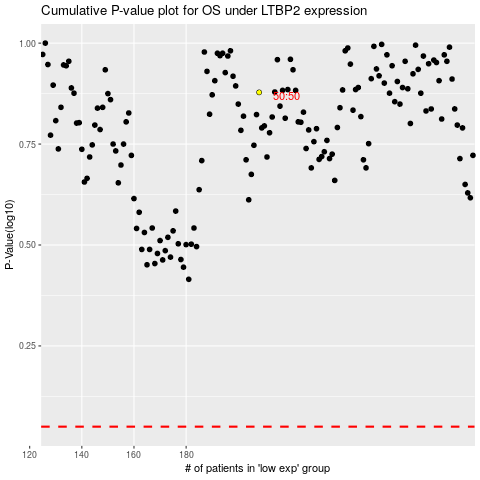 Cumulative P-value plot for OS under LTBP2 expression
1.00
0.75
0.50
0.25
50:50
P-Value(log10)
120 140 160 180
# of patients in 'low exp' group